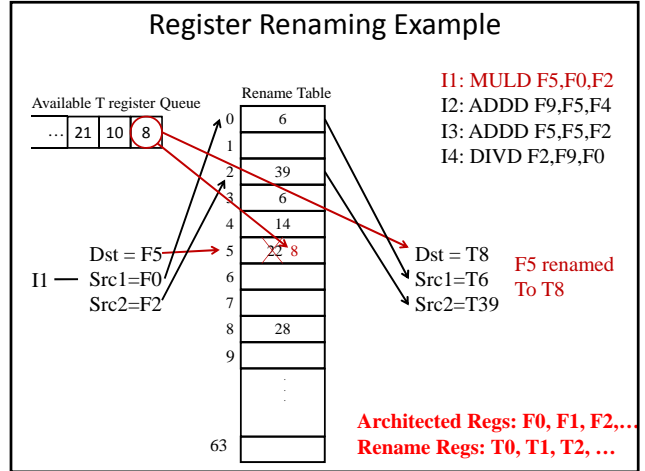 Register Renaming Example
Available T register Queue
... 21 10 8
Rename Table
0 6
1
2 39
3 6
4 14
5 22 8
6
7
8 28
9
63
I1: MULD F5,F0,F2
I2: ADDD F9,F5,F4
I3: ADDD F5,F5,F2
I4: DIVD F2,F9,F0
I1
Dst = F5
Src1=F0
Src2=F2
Dst = T8
Src1=T6
Src2=T39
F5 renamed
To T8
Architected Regs: F0, F1, F2,...
Rename Regs: T0, T1, T2, ...